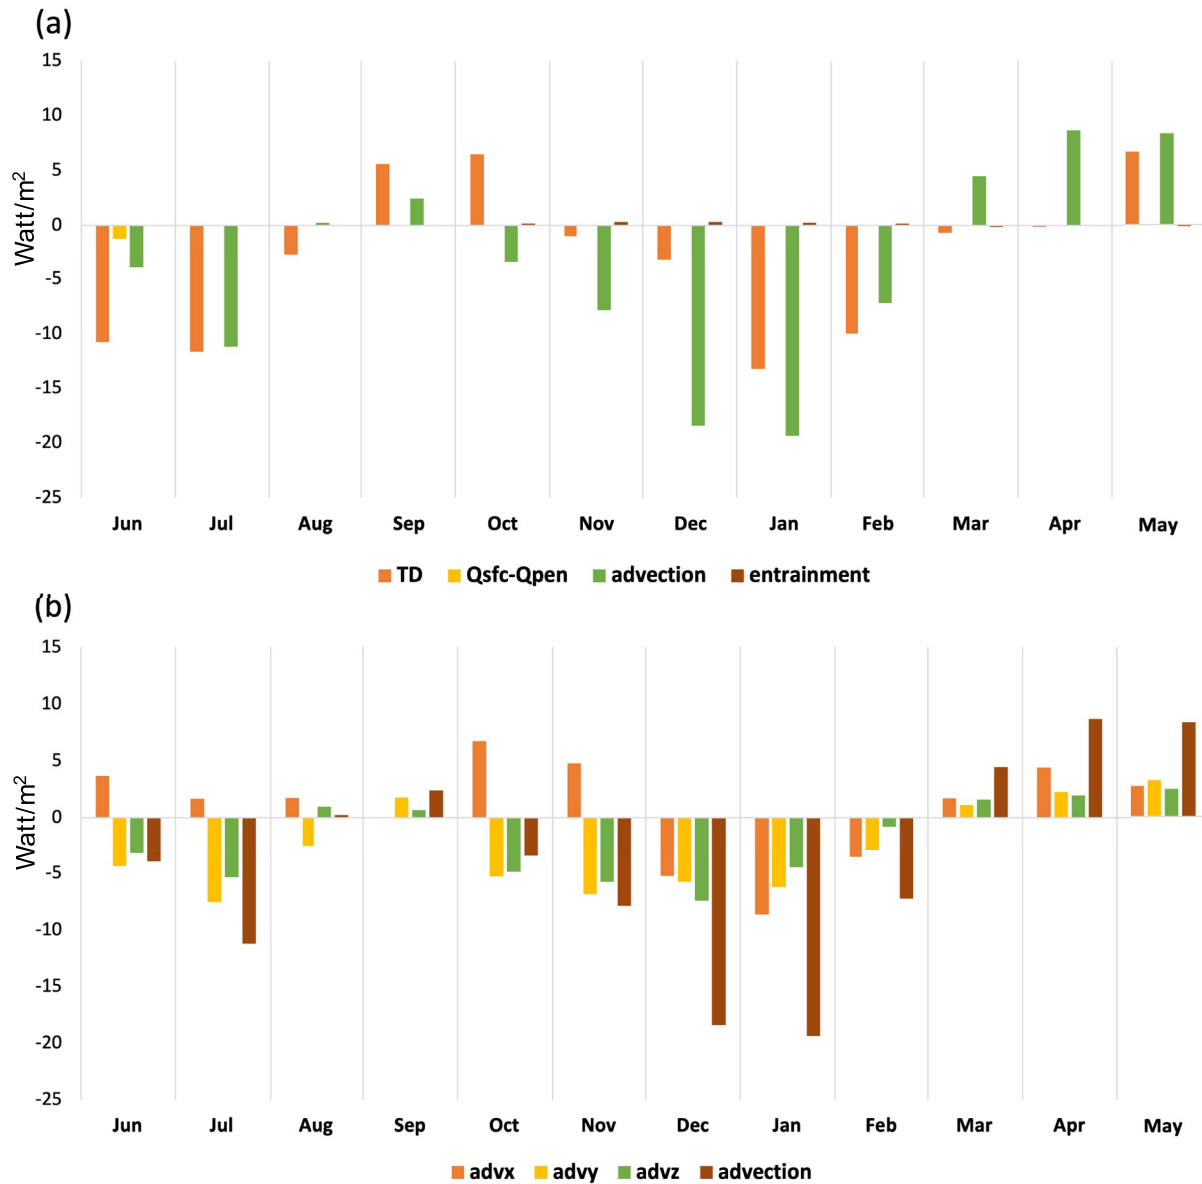 (a)
15
10
5
0
-5
-10
-15
-20
-25
Watt/m²
Jun Jul Aug Sep Oct Nov Dec Jan Feb Mar Apr May
TD Qsfc-Qpen advection entrainment
(b)
15
10
5
0
-5
-10
-15
-20
-25
Watt/m²
Jun Jul Aug Sep Oct Nov Dec Jan Feb Mar Apr May
advx advy advz advection